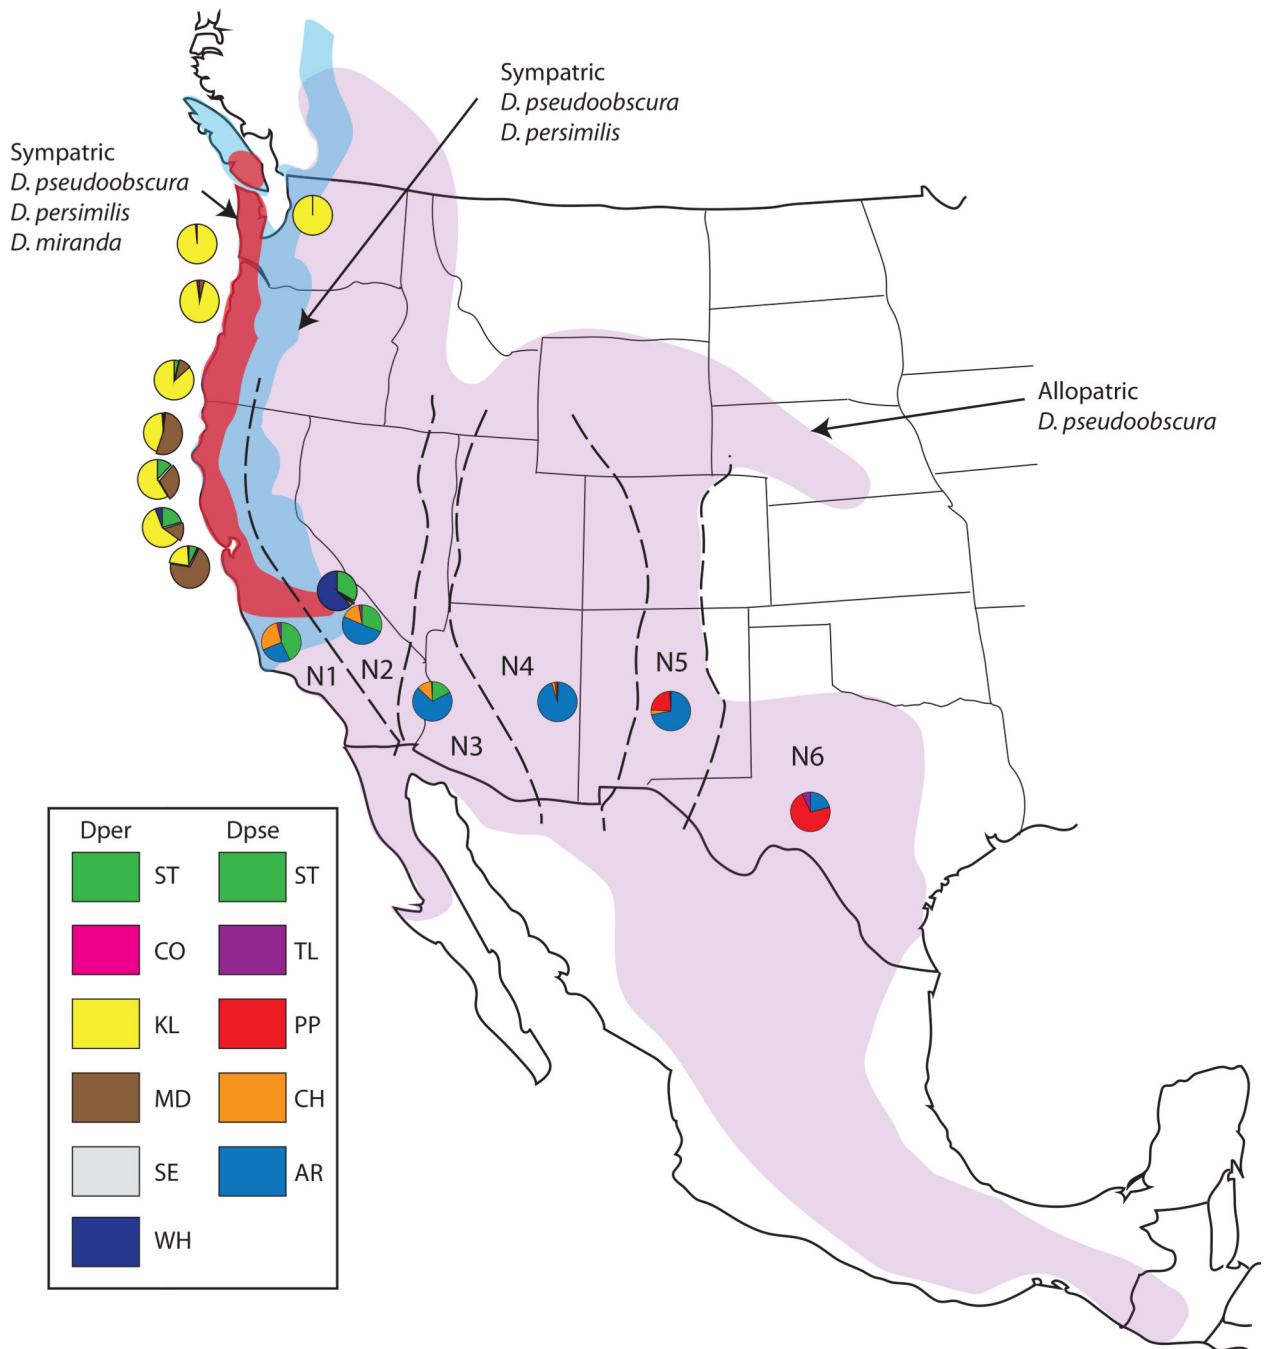 Sympatric
D. pseudoobscura
D. persimilis
Sympatric
D. pseudoobscura
D. persimilis
D. miranda
Allopatric
D. pseudoobscura
N1
N2
N3
N4
N5
N6
Dper Dpse
ST ST
CO TL
KL PP
MD CH
SE AR
WH